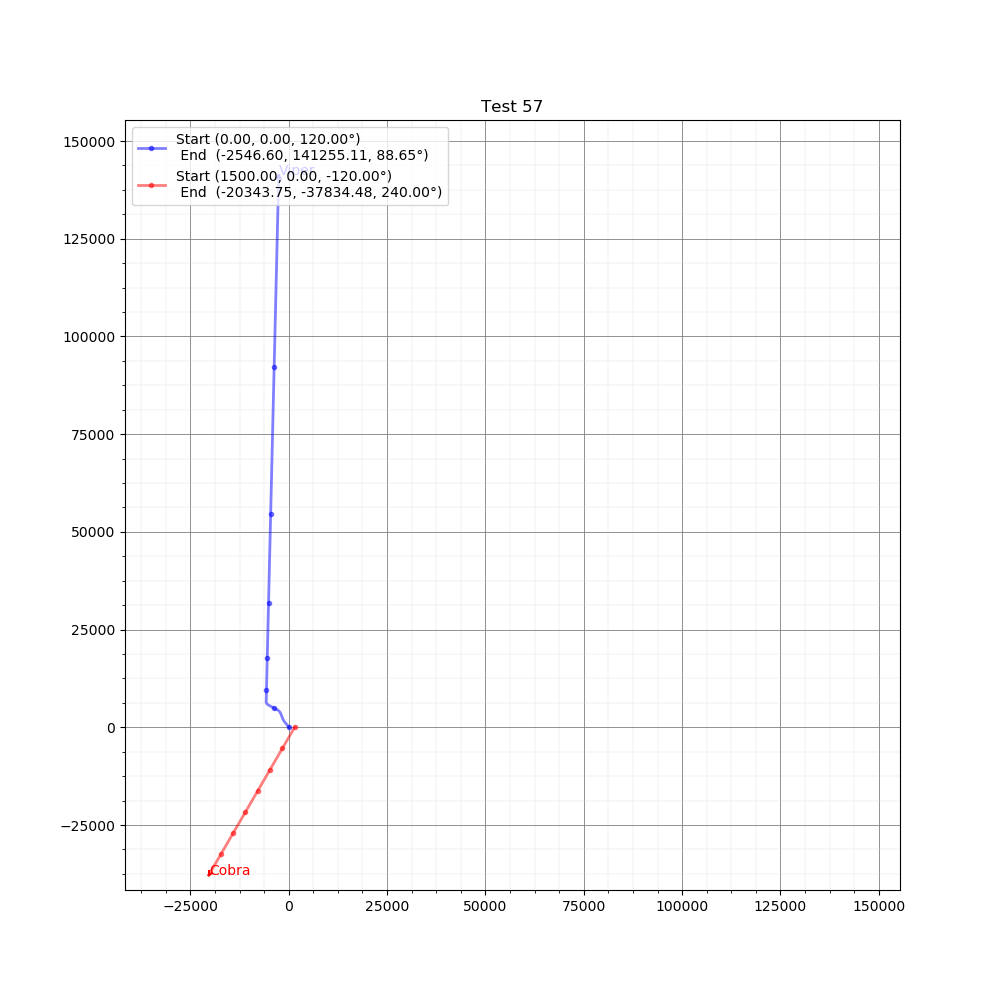 Test 57
150000
125000
100000
75000
50000
25000
0
−25000
Start (0.00, 0.00, 120.00°)
End (-2546.60, 141255.11, 88.65°)
Viper
Start (1500.00, 0.00, -120.00°)
End (-20343.75, -37834.48, 240.00°)
Cobra
−25000 0 25000 50000 75000 100000 125000 150000